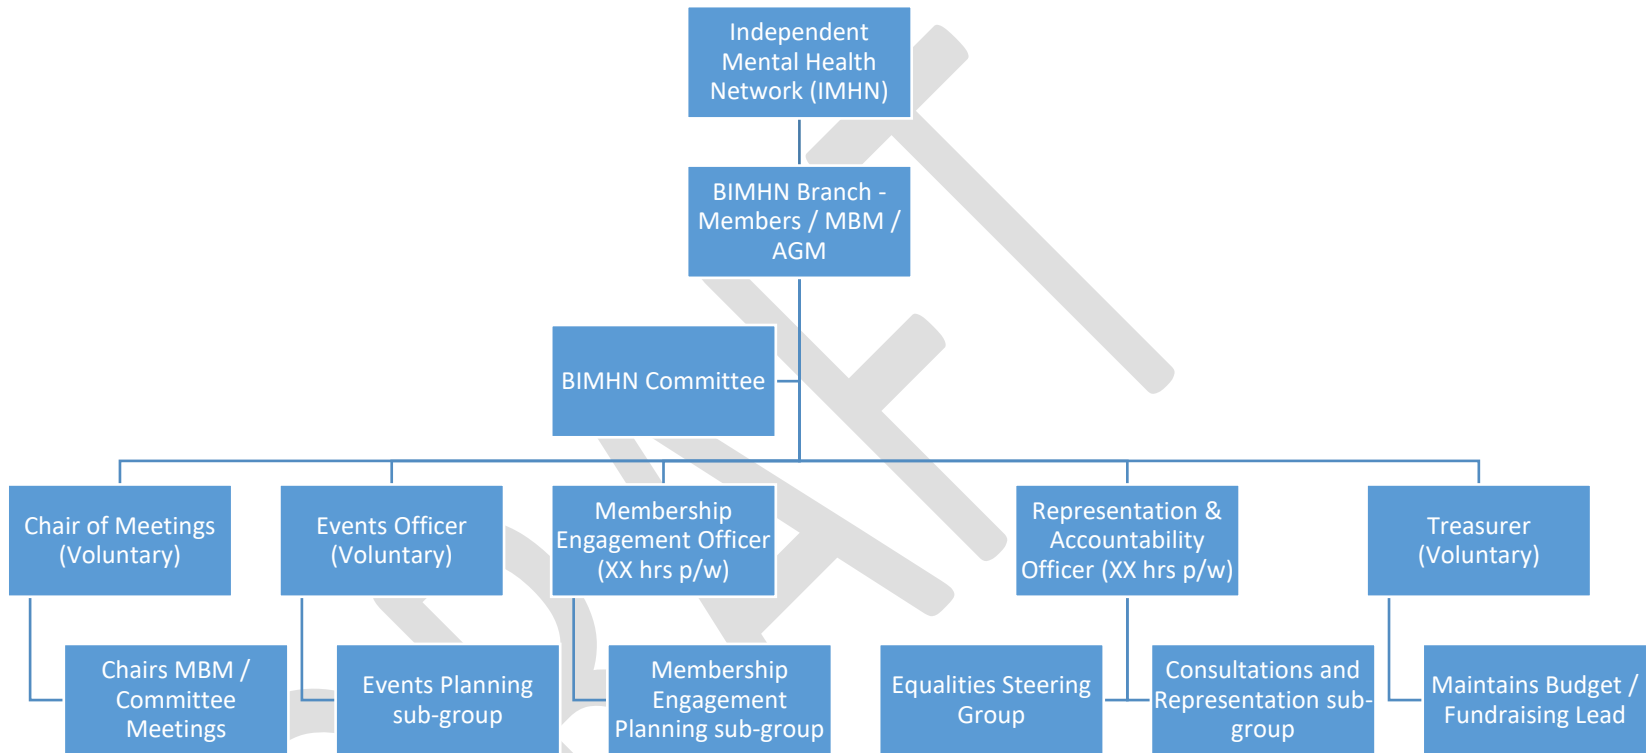 Independent
Mental Health
Network (IMHN)
BIMHN Branch -
Members / MBM /
AGM
BIMHN Committee
Chair of Meetings
(Voluntary)
Events Officer
(Voluntary)
Membership
Engagement Officer
(XX hrs p/w)
Representation &
Accountability
Officer (XX hrs p/w)
Treasurer
(Voluntary)
Chairs MBM /
Committee
Meetings
Events Planning
sub-group
Membership
Engagement
Planning sub-group
Equalities Steering
Group
Consultations and
Representation sub-
group
Maintains Budget /
Fundraising Lead
DRAFT